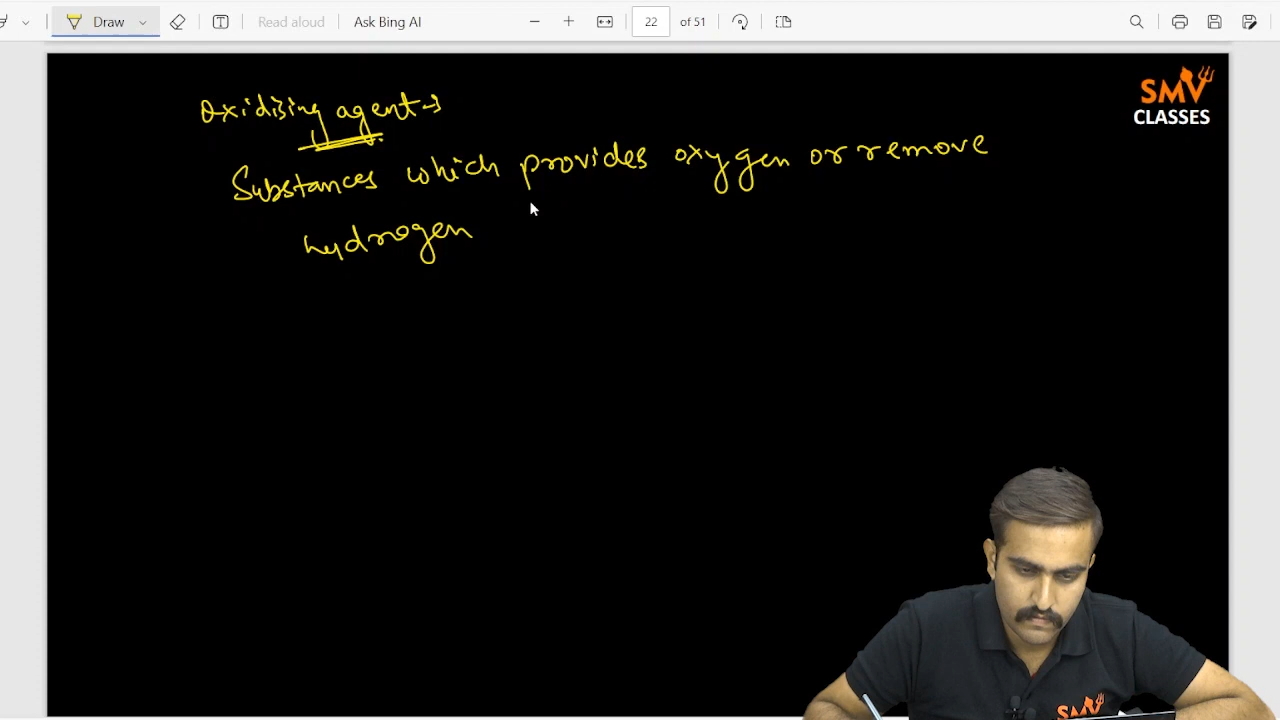 Draw
Read aloud
Ask Bing AI
22 of 51
SMV
CLASSES
Oxidising agent→
Substances which provides oxygen or remove
hydrogen
SMV